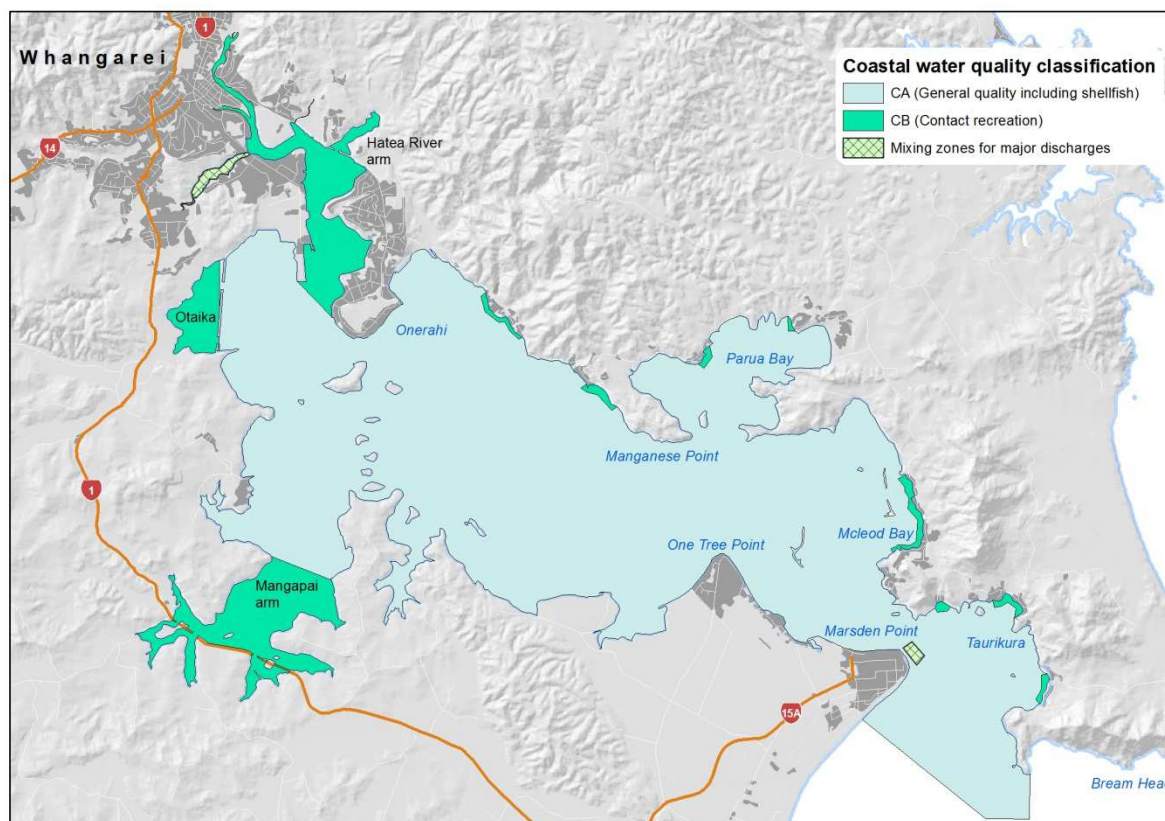 1
Whangarei
Coastal water quality classification
CA (General quality including shellfish)
CB (Contact recreation)
Mixing zones for major discharges
14
Hatea River
arm
Otaika
Onerahi
Parua Bay
Manganese Point
1
Mcleod Bay
One Tree Point
Mangapai
arm
Marsden Point
Taurikura
15A
Bream Head